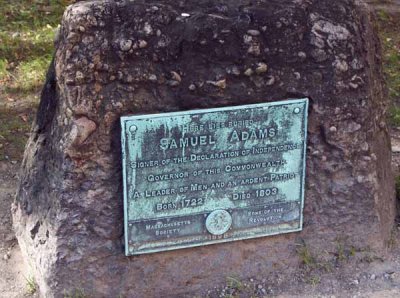 HERE LIES BURIED
SAMUEL ADAMS
SIGNER OF THE DECLARATION OF INDEPENDENCE
GOVERNOR OF THIS COMMONWEALTH
A LEADER OF MEN AND AN ARDENT PATRIOT
BORN 1722 DIED 1803
MASSACHUSETTS SOCIETY
SONS OF THE REVOLUTION